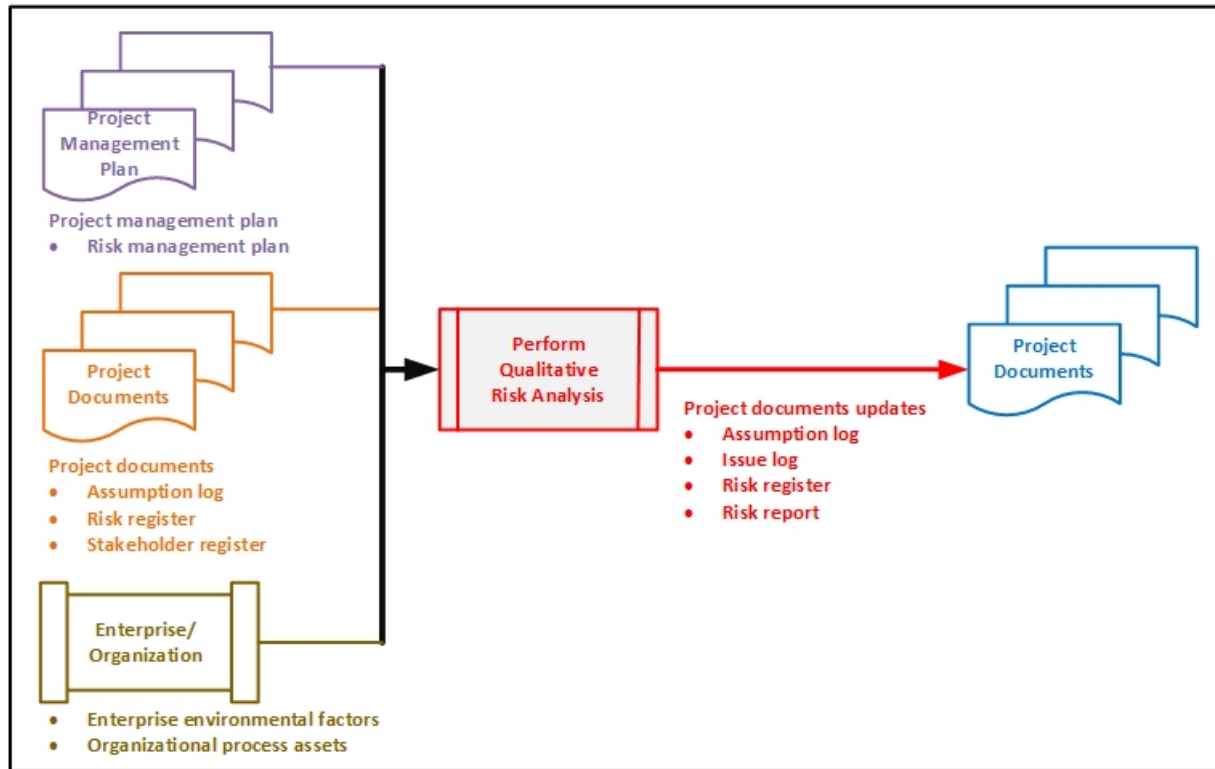 Project
Management
Plan
Project management plan
• Risk management plan
Project
Documents
Project documents
• Assumption log
• Risk register
• Stakeholder register
Enterprise/
Organization
• Enterprise environmental factors
• Organizational process assets
Perform
Qualitative
Risk Analysis
Project documents updates
• Assumption log
• Issue log
• Risk register
• Risk report
Project
Documents